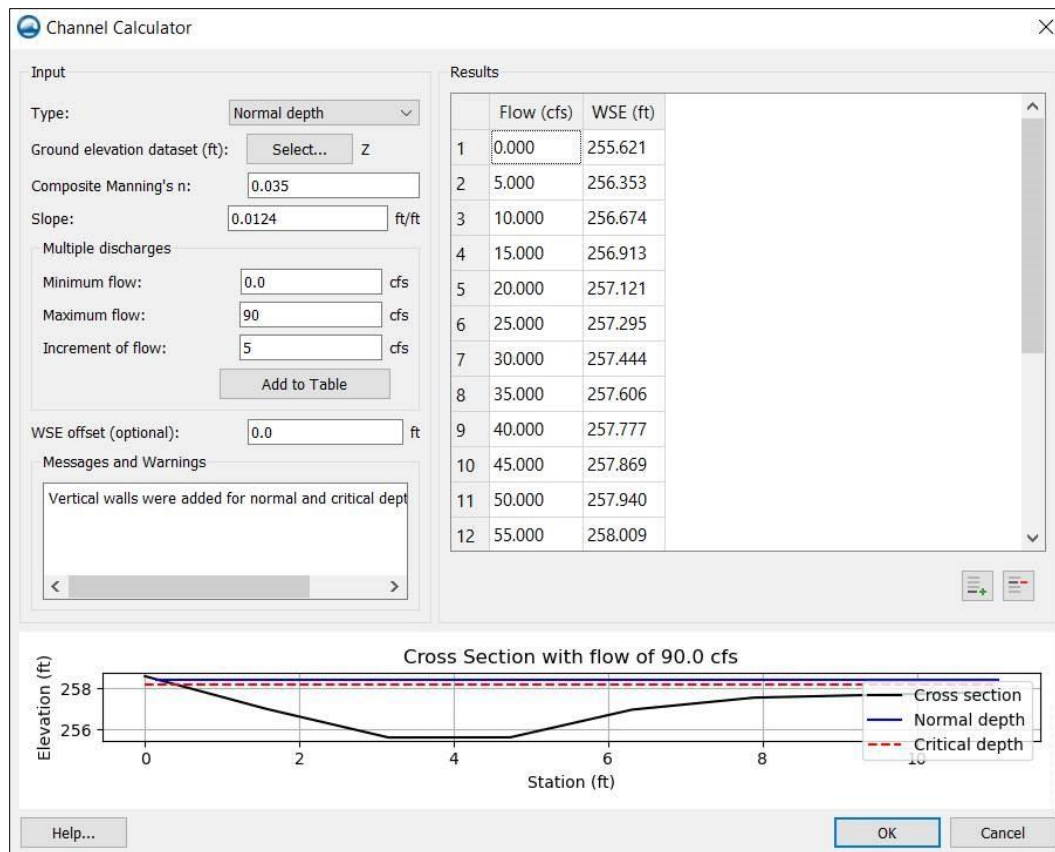 Channel Calculator
Input
Type: Normal depth
Ground elevation dataset (ft): Select... Z
Composite Manning's n: 0.035
Slope: 0.0124 ft/ft
Multiple discharges
Minimum flow: 0.0 cfs
Maximum flow: 90 cfs
Increment of flow: 5 cfs
Add to Table
WSE offset (optional): 0.0 ft
Messages and Warnings
Vertical walls were added for normal and critical dept
Results
Flow (cfs) WSE (ft)
1 0.000 255.621
2 5.000 256.353
3 10.000 256.674
4 15.000 256.913
5 20.000 257.121
6 25.000 257.295
7 30.000 257.444
8 35.000 257.606
9 40.000 257.777
10 45.000 257.869
11 50.000 257.940
12 55.000 258.009
Cross Section with flow of 90.0 cfs
Elevation (ft)
258
256
Cross section
Normal depth
Critical depth
0 2 4 6 8 10
Station (ft)
Help... OK Cancel